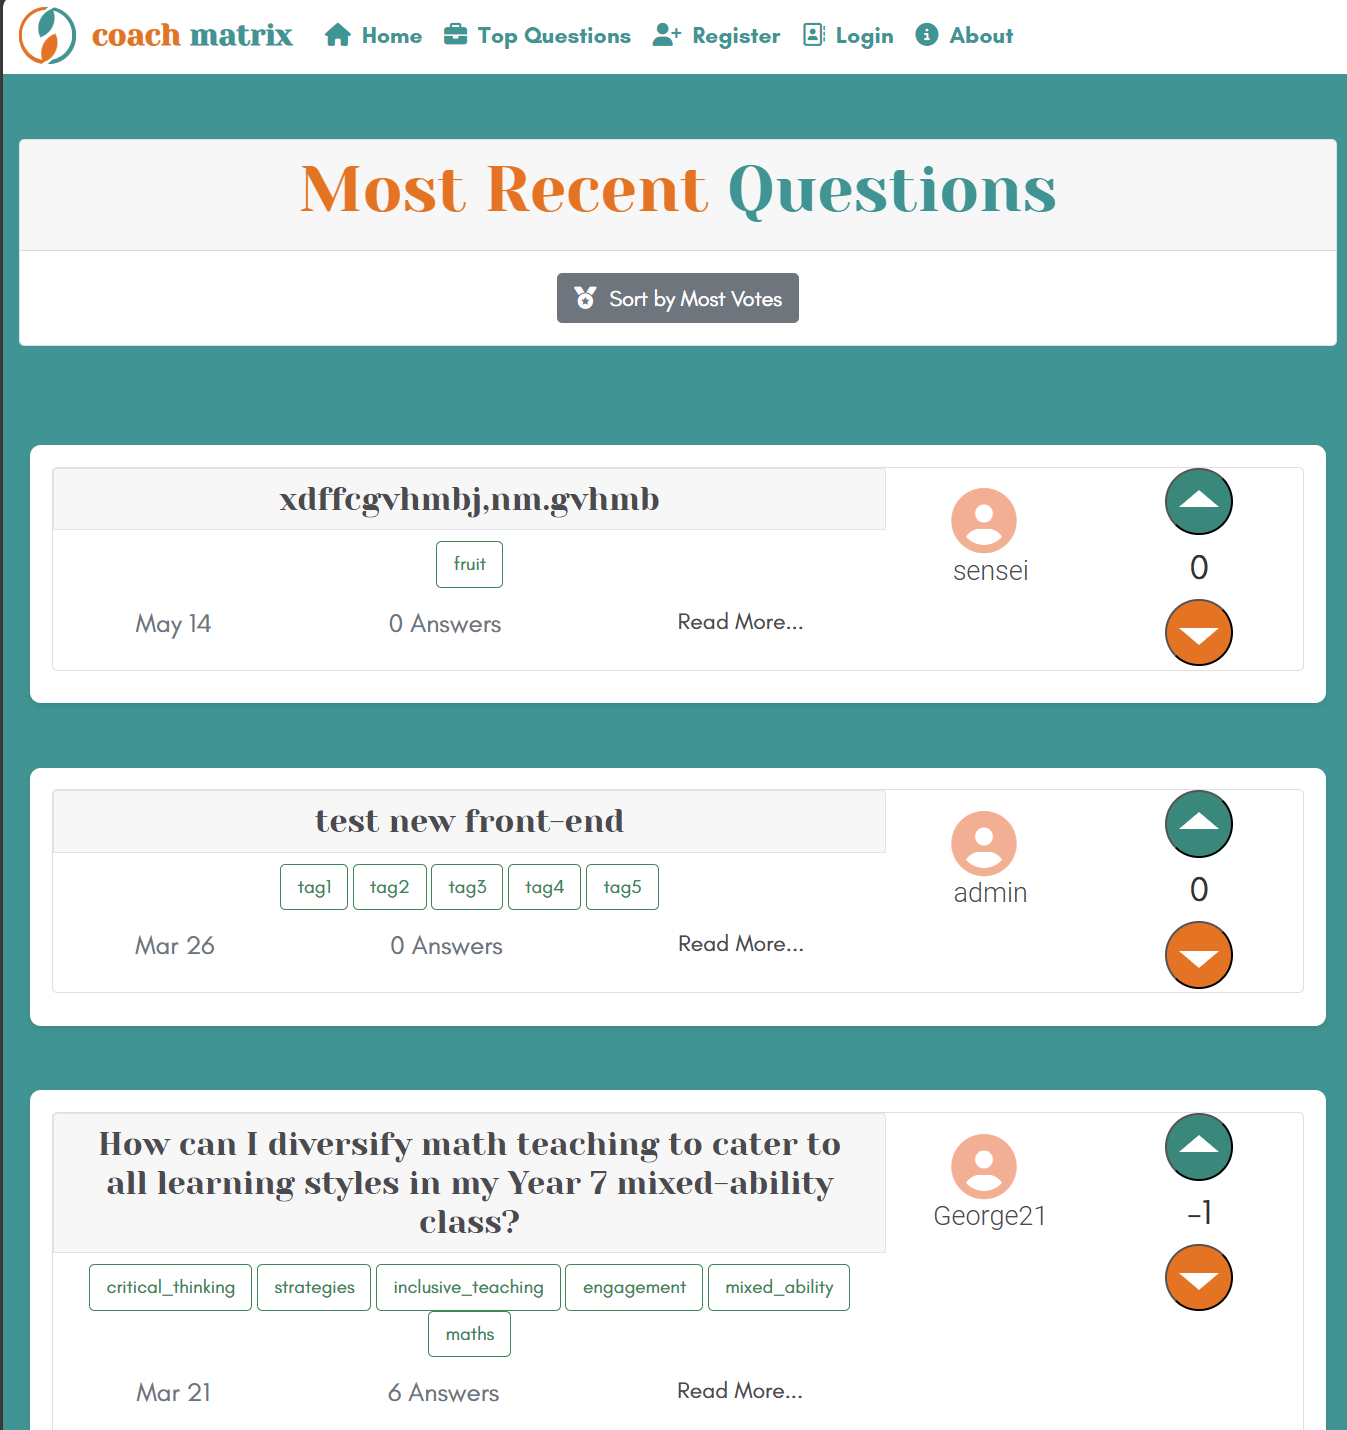 coach matrix Home Top Questions Register Login About
Most Recent Questions
Sort by Most Votes
xdffcgvhmbj,nm.gvhmb
fruit
May 14 0 Answers Read More...
sensei
0
test new front-end
tag1 tag2 tag3 tag4 tag5
Mar 26 0 Answers Read More...
admin
0
How can I diversify math teaching to cater to
all learning styles in my Year 7 mixed-ability
class?
critical_thinking strategies inclusive_teaching engagement mixed_ability
maths
Mar 21 6 Answers Read More...
George21
-1